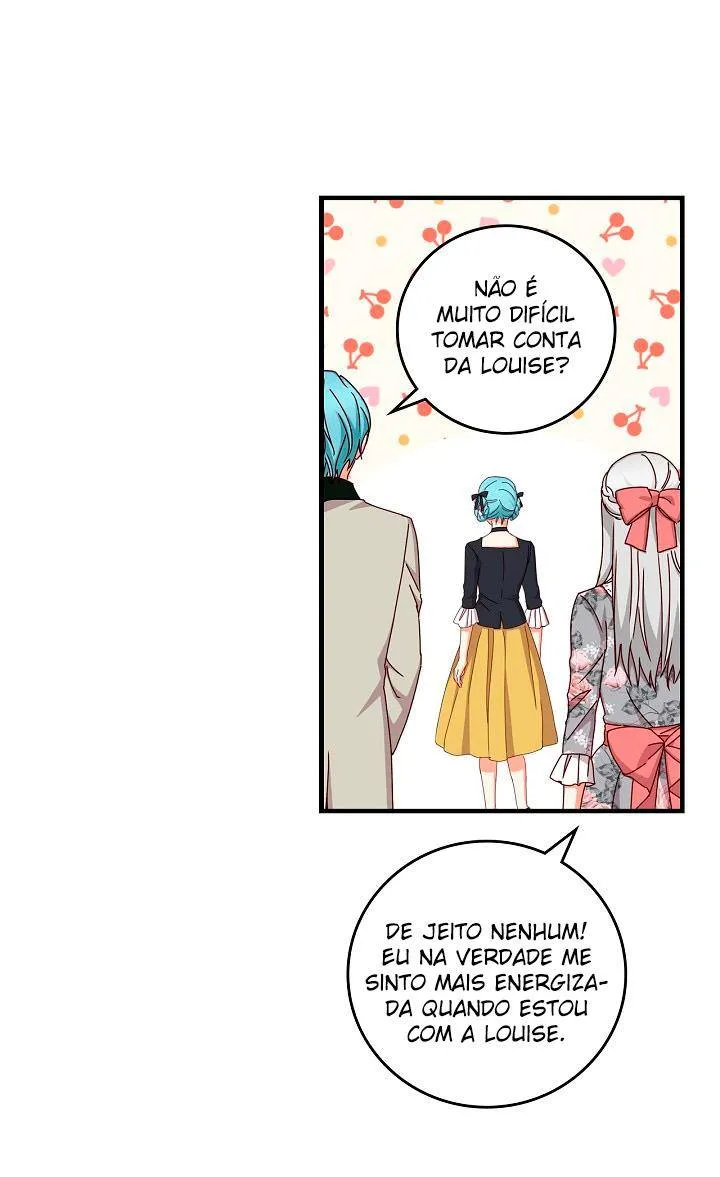 NÃO É
MUITO DIFÍCIL
TOMAR CONTA
DA LOUISE?
DE JEITO NENHUM!
EU NA VERDADE ME
SINTO MAIS ENERGIZA-
DA QUANDO ESTOU
COM A LOUISE.